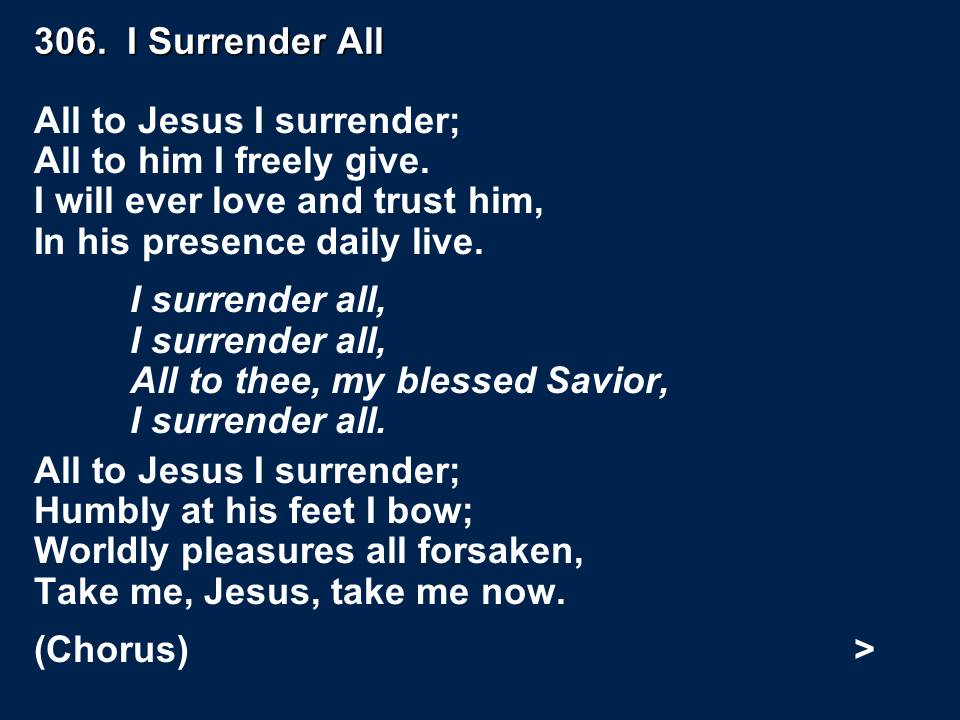 306. I Surrender All
All to Jesus I surrender;
All to him I freely give.
I will ever love and trust him,
In his presence daily live.
I surrender all,
I surrender all,
All to thee, my blessed Savior,
I surrender all.
All to Jesus I surrender;
Humbly at his feet I bow;
Worldly pleasures all forsaken,
Take me, Jesus, take me now.
(Chorus) >